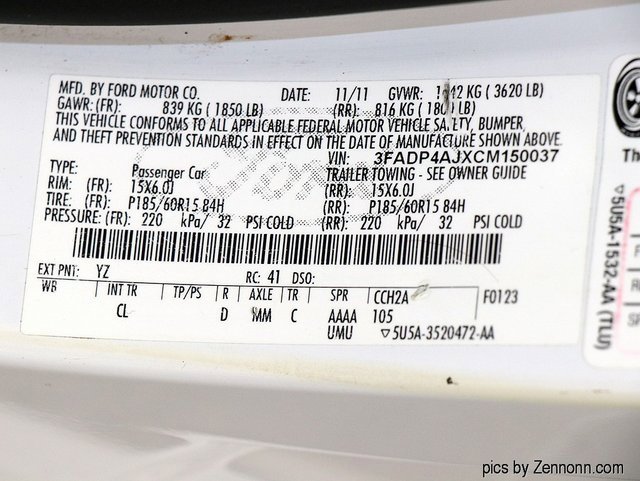 MFD. BY FORD MOTOR CO. DATE: 11/11 GVWR: KG ( 3620 LB)
GAWR: (FR): 839 KG ( 1850 LB) (RR): 816 KG ( LB)
THIS VEHICLE CONFORMS TO ALL APPLICABLE FEDERAL MOTOR VEHICLE SAFETY, BUMPER,
AND THEFT PREVENTION STANDARDS IN EFFECT ON THE DATE OF MANUFACTURE SHOWN ABOVE.
VIN: 3FADP4AJXCM150037
TYPE: Passenger Car TRAILER TOWING - SEE OWNER GUIDE
RIM: (FR): 15X6.0J (RR): 15X6.0J
TIRE: (FR): P185/60R15 84H (RR): P185/60R15 84H
PRESSURE: (FR): 220 kPa/ 32 PSI COLD (RR): 220 kPa/ 32 PSI COLD
EXT PNT: YZ RC: 41 DSO:
WB INT TR TP/PS R AXLE TR SPR CCH2A F0123
CL D MM C AAAA 105
UMU ▽5U5A-3520472-AA
Th
▽5U5A-1532-AA (TLU)
pics by Zennonn.com